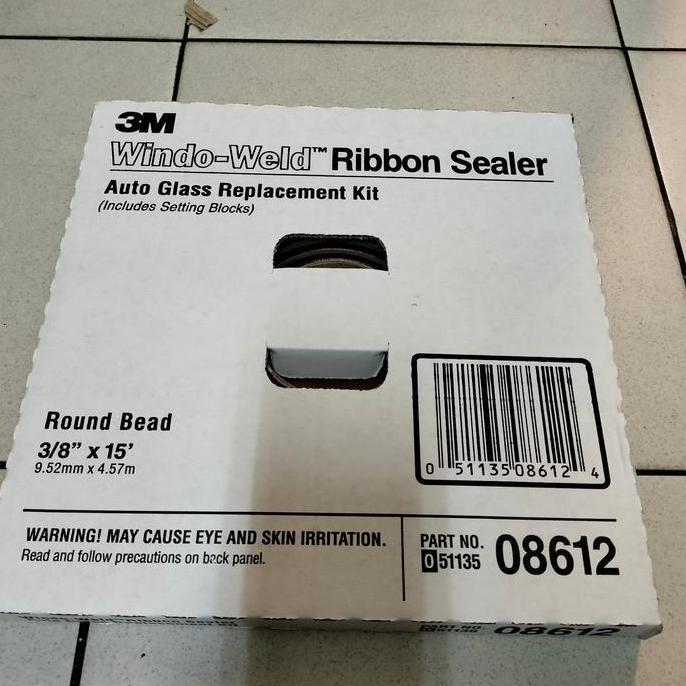 3M
Windo-Weld™ Ribbon Sealer
Auto Glass Replacement Kit
(Includes Setting Blocks)
Round Bead
3/8” x 15’
9.52mm x 4.57m
0 51135 08612 4
WARNING! MAY CAUSE EYE AND SKIN IRRITATION.
Read and follow precautions on back panel.
PART NO.
0 51135 08612
08612